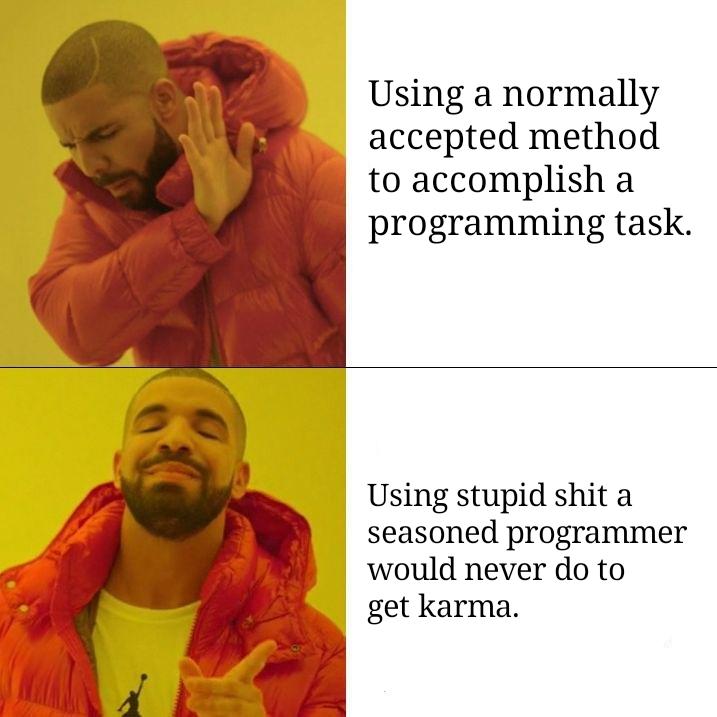 Using a normally
accepted method
to accomplish a
programming task.
Using stupid shit a
seasoned programmer
would never do to
get karma.